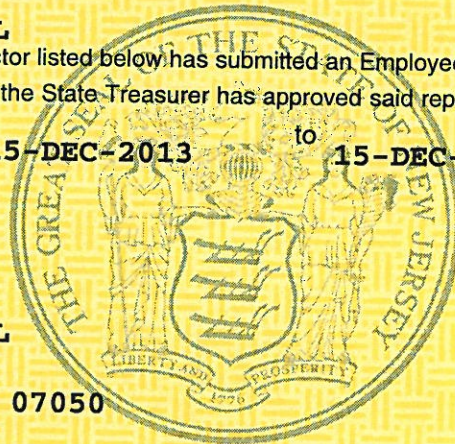 L
ctor listed below has submitted an Employee
the State Treasurer has approved said rep
5-DEC-2013 to 15-DEC-
THE GREAT SEAL OF THE STATE OF NEW JERSEY
LIBERTY AND PROSPERITY
1776
L
07050